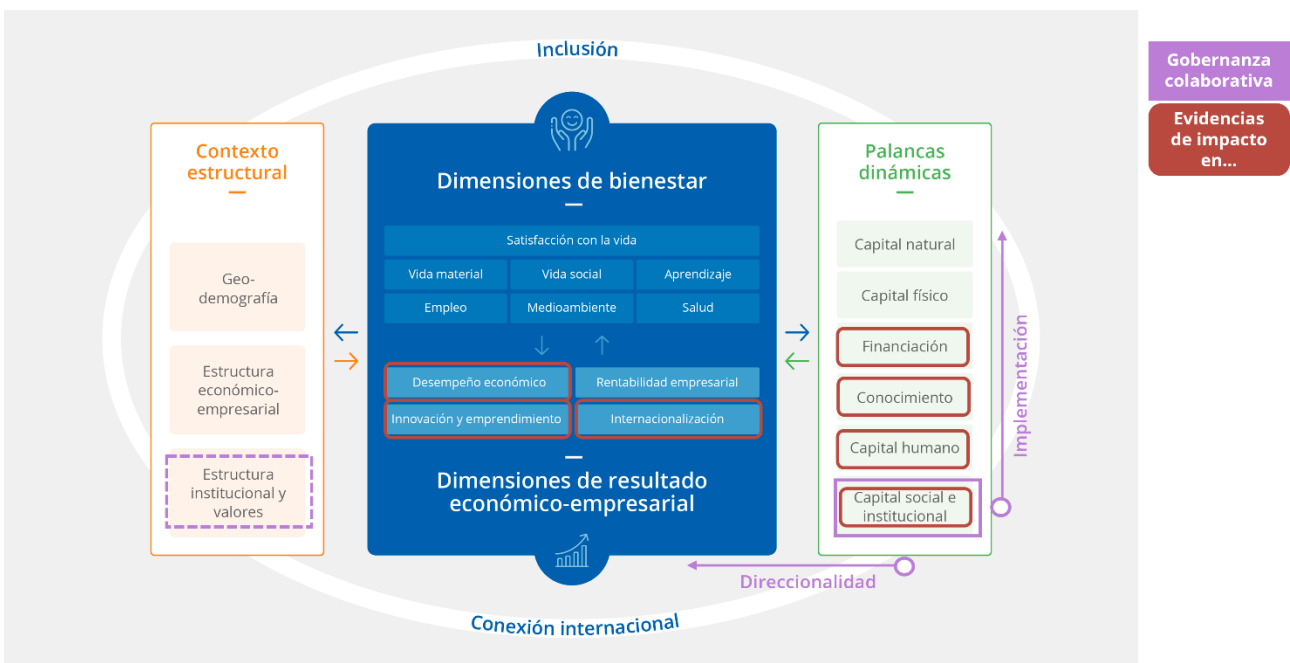 Inclusión
Gobernanza
colaborativa
Evidencias
de impacto
en...
Contexto
estructural
Geo-
demografía
Estructura
económico-
empresarial
Estructura
institucional y
valores
Dimensiones de bienestar
Satisfacción con la vida
Vida material
Vida social
Aprendizaje
Empleo
Medioambiente
Salud
Desempeño económico
Rentabilidad empresarial
Innovación y emprendimiento
Internacionalización
Dimensiones de resultado
económico-empresarial
Palancas
dinámicas
Capital natural
Capital físico
Financiación
Conocimiento
Capital humano
Capital social e
institucional
Implementación
Direccionalidad
Conexión internacional